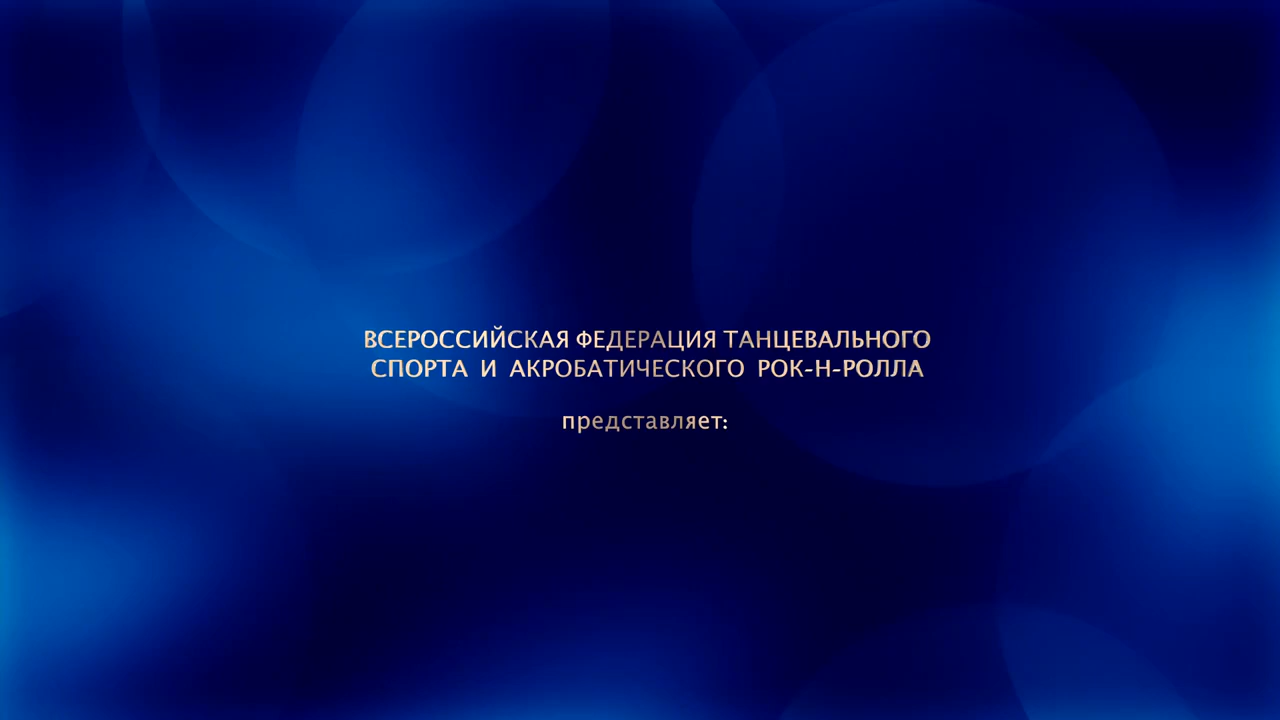 ВСЕРОССИЙСКАЯ ФЕДЕРАЦИЯ ТАНЦЕВАЛЬНОГО
СПОРТА И АКРОБАТИЧЕСКОГО РОК-Н-РОЛЛА
представляет: